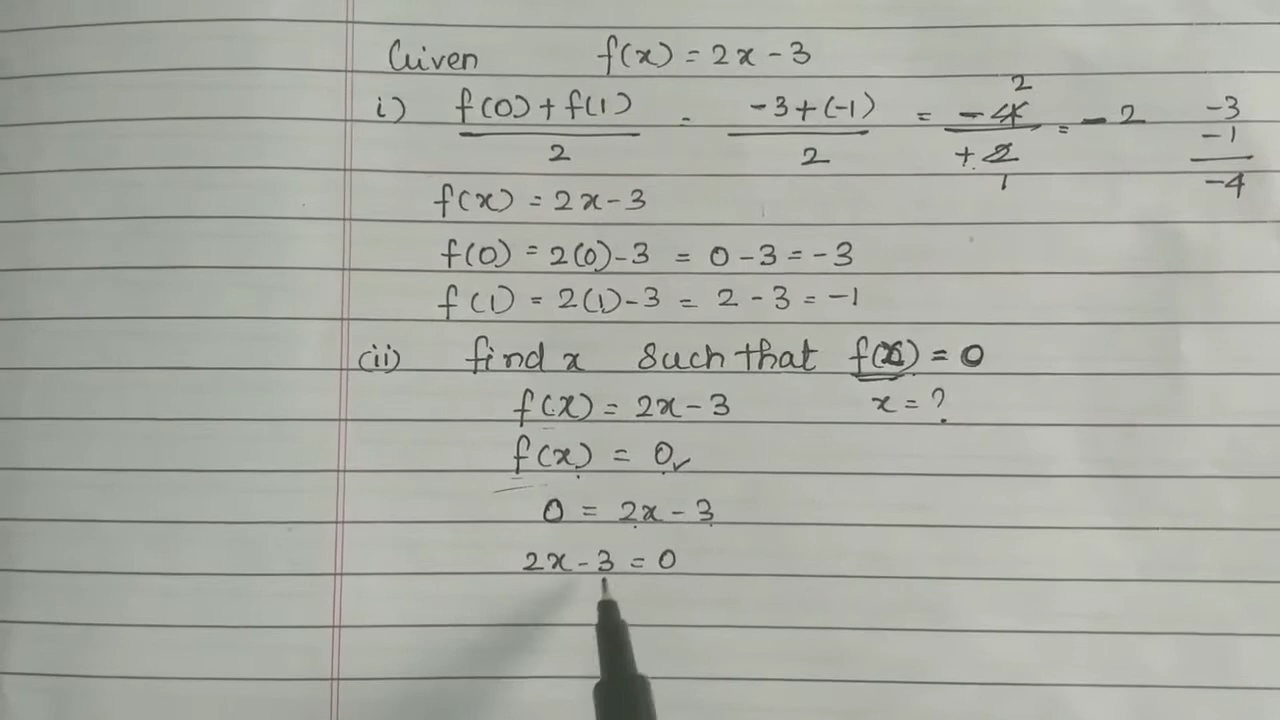 Given f(x) = 2x - 3
i) f(0) + f(1) / 2 = -3 + (-1) / 2 = -4 / +2 = -2
2
1
-3
-1
-4
f(x) = 2x - 3
f(0) = 2(0) - 3 = 0 - 3 = -3
f(1) = 2(1) - 3 = 2 - 3 = -1
(ii) find x such that f(x) = 0
f(x) = 2x - 3 x = ?
f(x) = 0
0 = 2x - 3
2x - 3 = 0